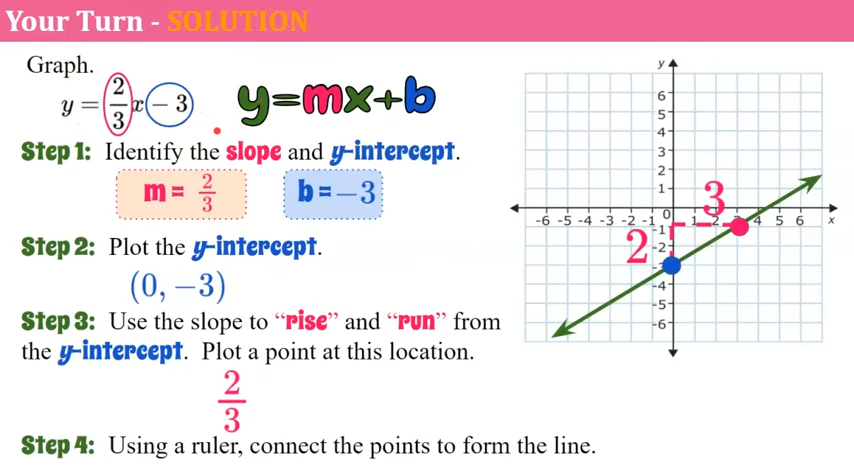 Your Turn - SOLUTION
Graph.
y = 2/3 x − 3
y=mx+b
Step 1: Identify the slope and y-intercept.
m = 2/3
b = −3
Step 2: Plot the y-intercept.
(0, −3)
Step 3: Use the slope to “rise” and “run” from
the y-intercept. Plot a point at this location.
2/3
Step 4: Using a ruler, connect the points to form the line.
y
6
5
4
3
2
1
3
-6 -5 -4 -3 -2 -1 0 1 2 3 4 5 6 x
-1
2 -2
-3
-4
-5
-6